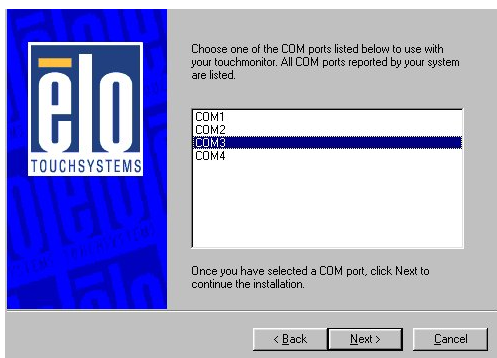 ēlo
TOUCHSYSTEMS
Choose one of the COM ports listed below to use with
your touchmonitor. All COM ports reported by your system
are listed.
COM1
COM2
COM3
COM4
Once you have selected a COM port, click Next to
continue the installation.
< Back
Next >
Cancel